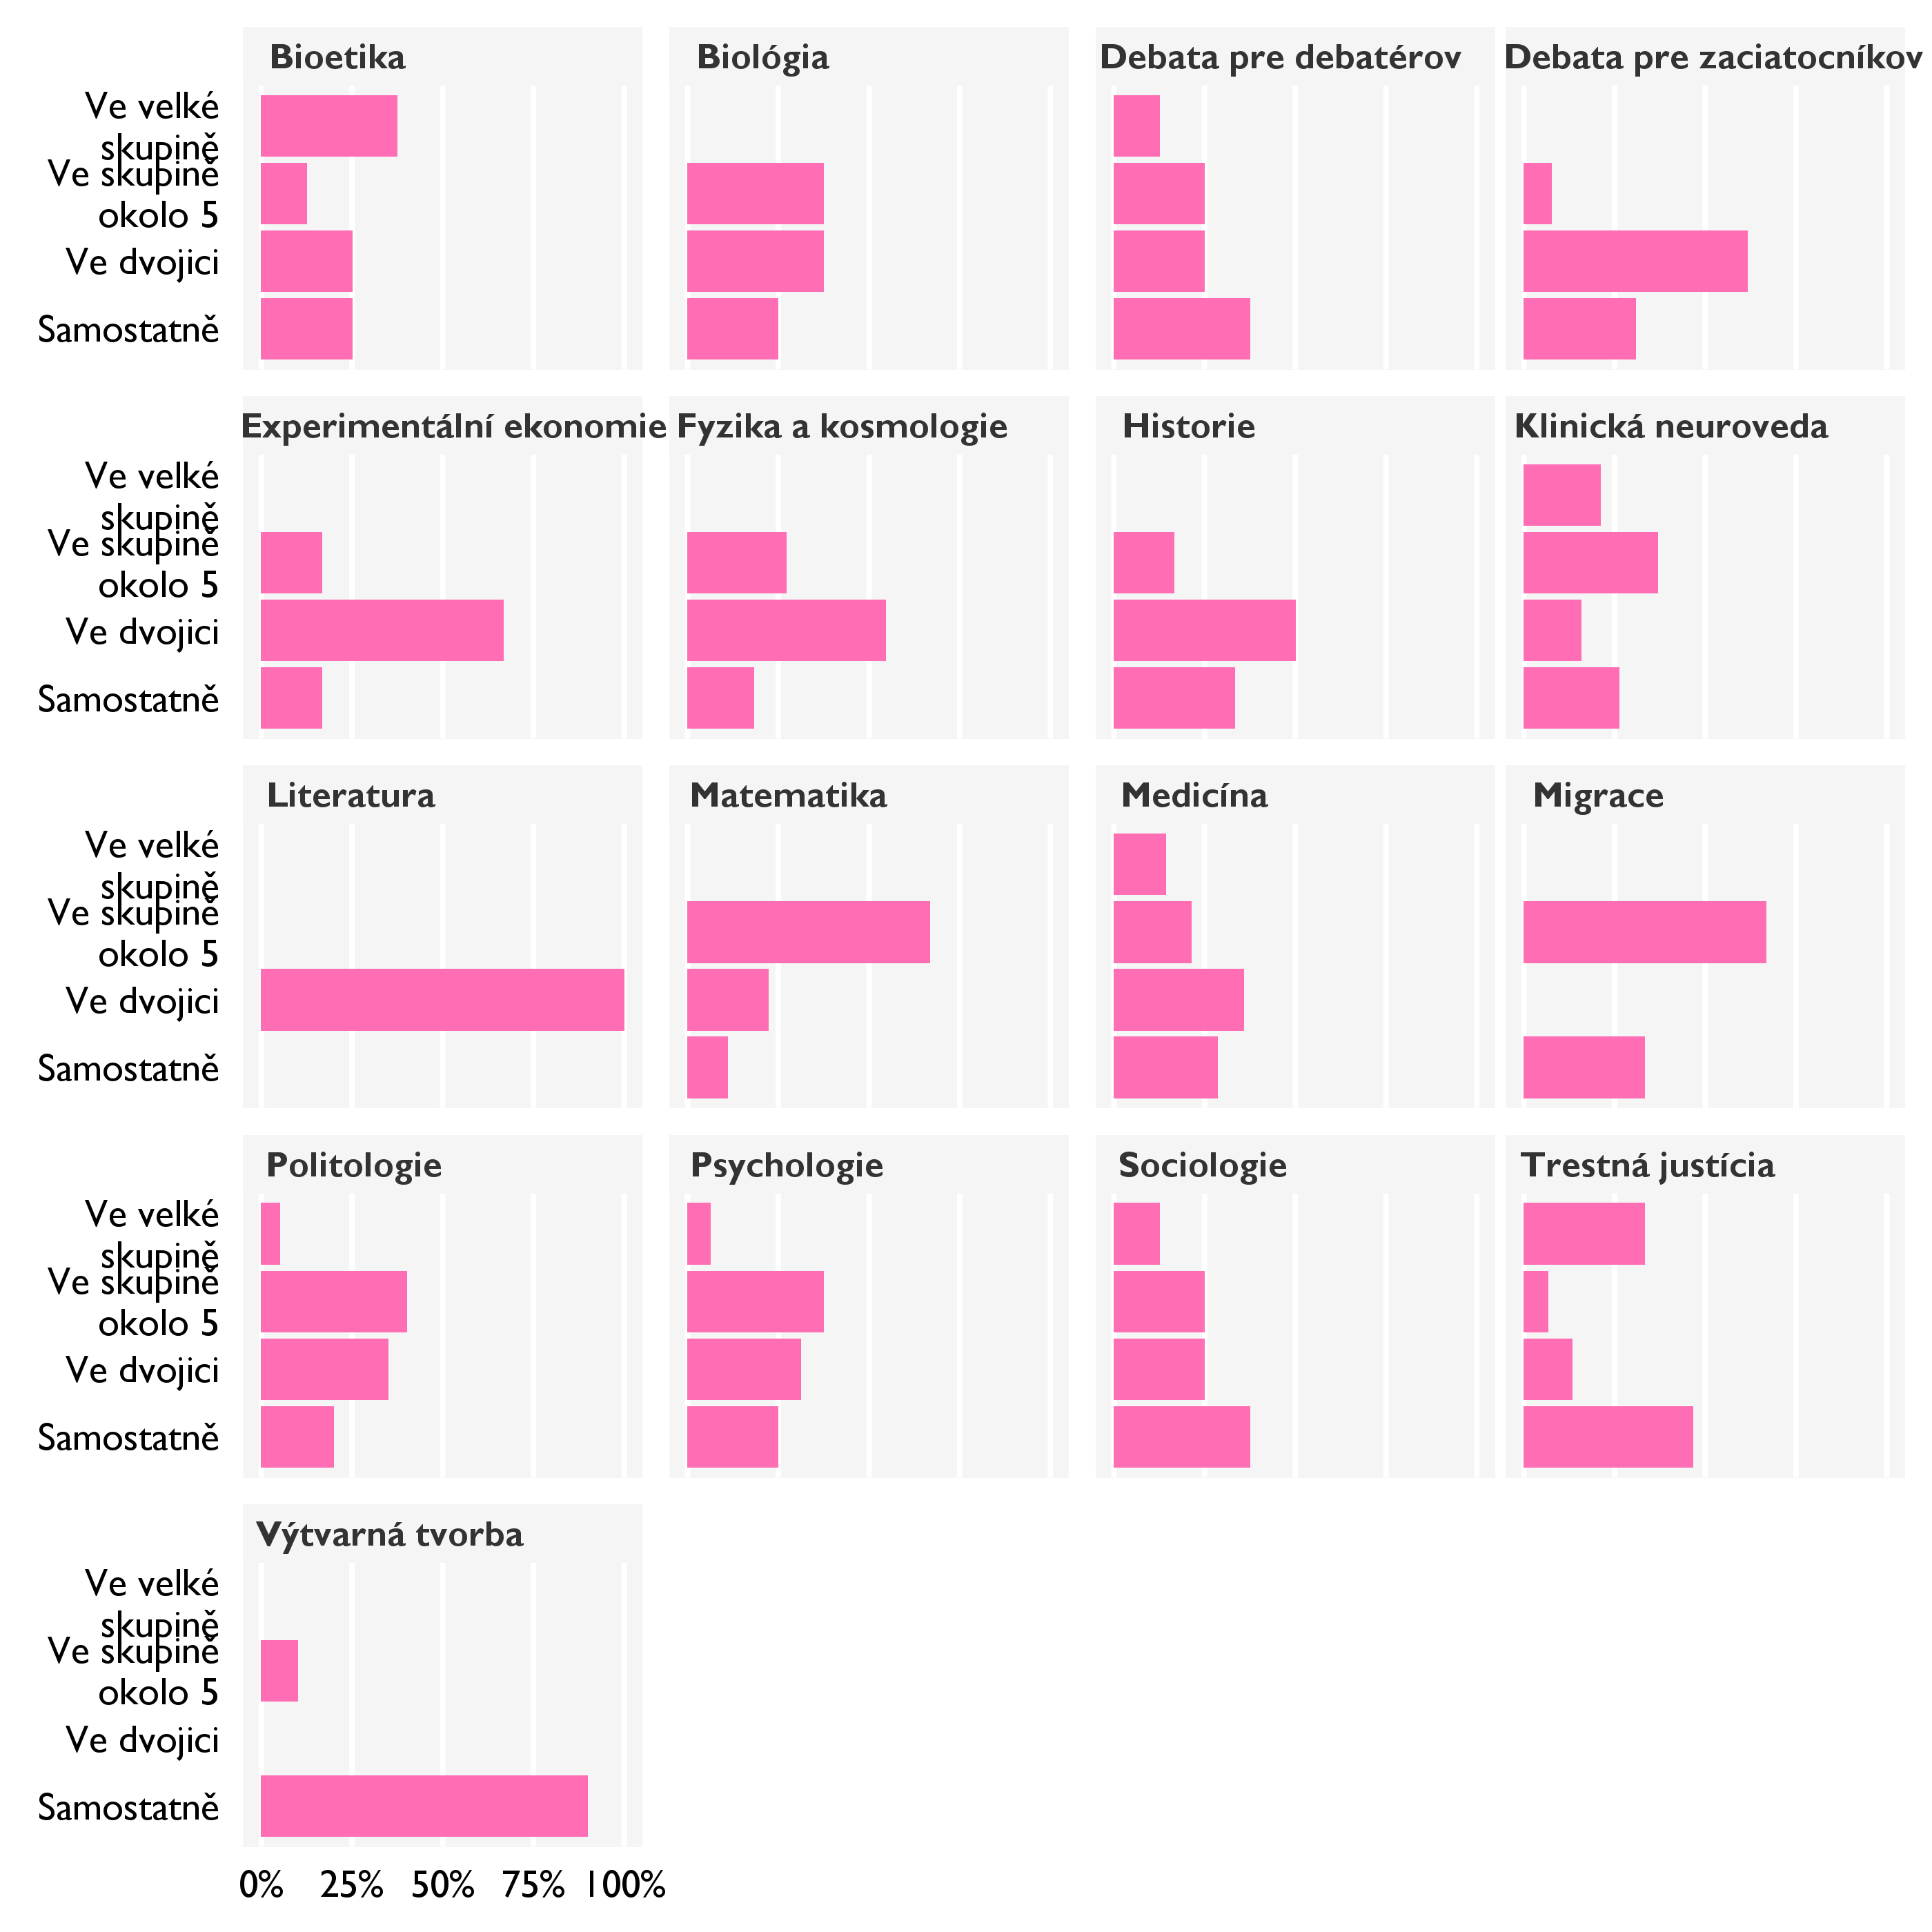 Bioetika
Biológia
Debata pre debatérov
Debata pre zaciatocníkov
Ve velké
skupině
Ve skupině
okolo 5
Ve dvojici
Samostatně
Experimentální ekonomie
Fyzika a kosmologie
Historie
Klinická neuroveda
Ve velké
skupině
Ve skupině
okolo 5
Ve dvojici
Samostatně
Literatura
Matematika
Medicína
Migrace
Ve velké
skupině
Ve skupině
okolo 5
Ve dvojici
Samostatně
Politologie
Psychologie
Sociologie
Trestná justícia
Ve velké
skupině
Ve skupině
okolo 5
Ve dvojici
Samostatně
Výtvarná tvorba
Ve velké
skupině
Ve skupině
okolo 5
Ve dvojici
Samostatně
0% 25% 50% 75% 100%